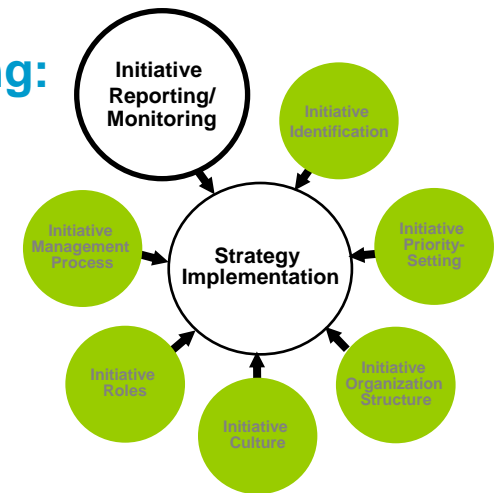 ng:
Initiative
Reporting/
Monitoring
Initiative
Identification
Initiative
Management
Process
Initiative
Priority-
Setting
Strategy
Implementation
Initiative
Roles
Initiative
Organization
Structure
Initiative
Culture